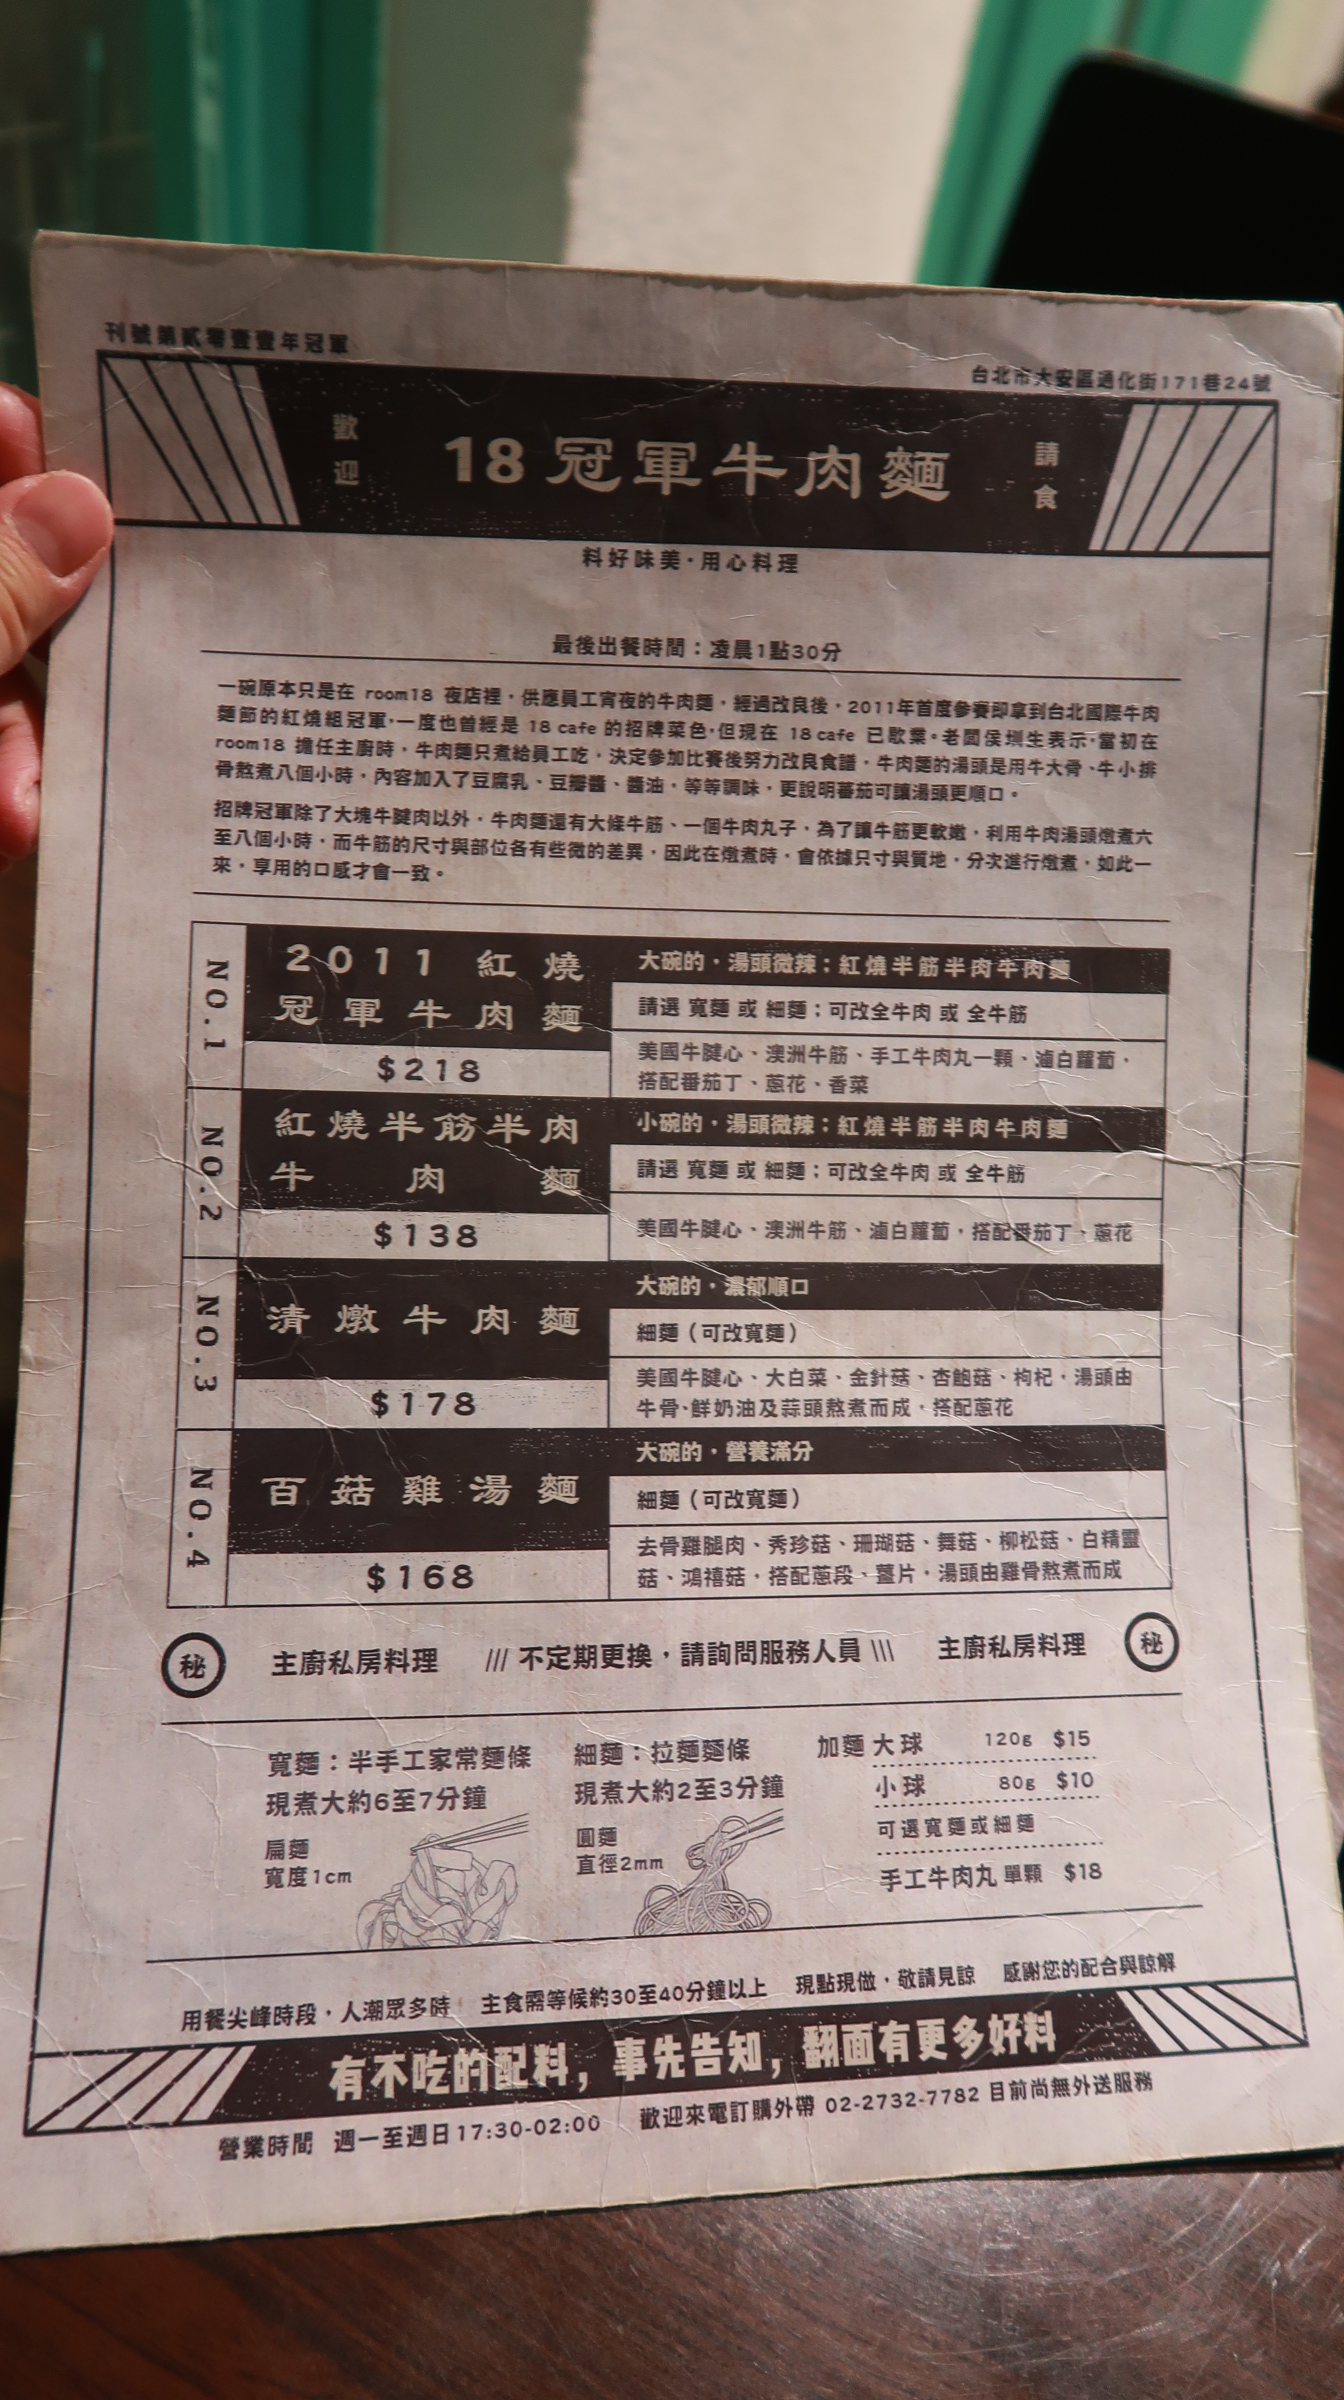 刊號第貳零壹壹年冠軍
台北市大安區通化街171巷24號
歡迎
18冠軍牛肉麵
請食
料好味美·用心料理
最後出餐時間：凌晨1點30分
一碗原本只是在 room18 夜店裡，供應員工宵夜的牛肉麵，經過改良後，2011年首度參賽即拿到台北國際牛肉
麵節的紅燒組冠軍，一度也曾經是 18 cafe 的招牌菜色，但現在 18 cafe 已歇業。老闆侯圳生表示，當初在
room18 擔任主廚時，牛肉麵只煮給員工吃，決定參加比賽後努力改良食譜，牛肉麵的湯頭是用牛大骨、牛小排
骨熬煮八個小時，內容加入了豆腐乳、豆瓣醬、醬油，等等調味，更說明蕃茄可讓湯頭更順口。
招牌冠軍除了大塊牛腱肉以外，牛肉麵還有大條牛筋、一個牛肉丸子，為了讓牛筋更軟嫩，利用牛肉湯頭燉煮六
至八個小時，而牛筋的尺寸與部位各有些微的差異，因此在燉煮時，會依據尺寸與質地，分次進行燉煮，如此一
來，享用的口感才會一致。
NO.1
2011 紅燒
冠軍牛肉麵
$218
大碗的，湯頭微辣；紅燒半筋半肉牛肉麵
請選 寬麵 或 細麵；可改全牛肉 或 全牛筋
美國牛腱心、澳洲牛筋、手工牛肉丸一顆、滷白蘿蔔，
搭配番茄丁、蔥花、香菜
NO.2
紅燒半筋半肉
牛肉麵
$138
小碗的，湯頭微辣；紅燒半筋半肉牛肉麵
請選 寬麵 或 細麵；可改全牛肉 或 全牛筋
美國牛腱心、澳洲牛筋、滷白蘿蔔，搭配番茄丁、蔥花
NO.3
清燉牛肉麵
$178
大碗的，濃郁順口
細麵（可改寬麵）
美國牛腱心、大白菜、金針菇、杏鮑菇、枸杞，湯頭由
牛骨、鮮奶油及蒜頭熬煮而成，搭配蔥花
NO.4
百菇雞湯麵
$168
大碗的，營養滿分
細麵（可改寬麵）
去骨雞腿肉、秀珍菇、珊瑚菇、舞菇、柳松菇、白精靈
菇、鴻禧菇，搭配蔥段、薑片，湯頭由雞骨熬煮而成
秘 主廚私房料理 /// 不定期更換，請詢問服務人員 \\\ 主廚私房料理 秘
寬麵：半手工家常麵條
現煮大約6至7分鐘
扁麵
寬度1cm
細麵：拉麵麵條
現煮大約2至3分鐘
圓麵
直徑2mm
加麵 大球 120g $15
小球 80g $10
可選寬麵或細麵
手工牛肉丸 單顆 $18
用餐尖峰時段，人潮眾多時 主食需等候約30至40分鐘以上 現點現做，敬請見諒 感謝您的配合與諒解
有不吃的配料，事先告知，翻面有更多好料
營業時間 週一至週日17:30-02:00 歡迎來電訂購外帶 02-2732-7782 目前尚無外送服務